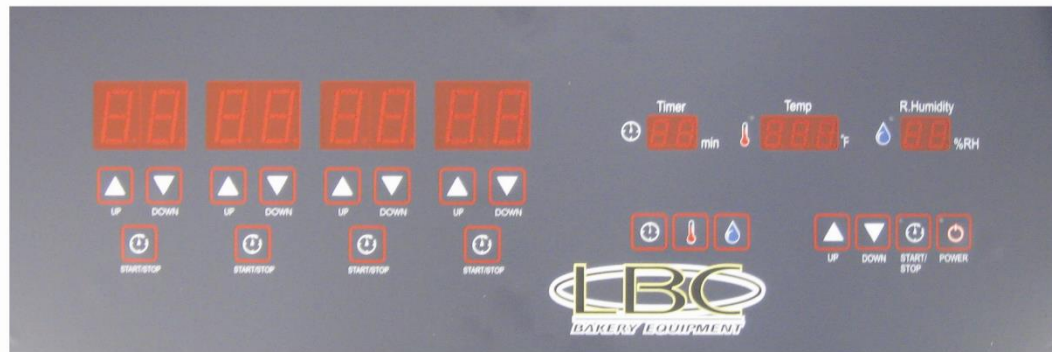 Timer
Temp
R.Humidity
min
°F
%RH
UP
DOWN
UP
DOWN
UP
DOWN
UP
DOWN
START/STOP
START/STOP
START/STOP
START/STOP
UP
DOWN
START/
STOP
POWER
LBC
BAKERY EQUIPMENT